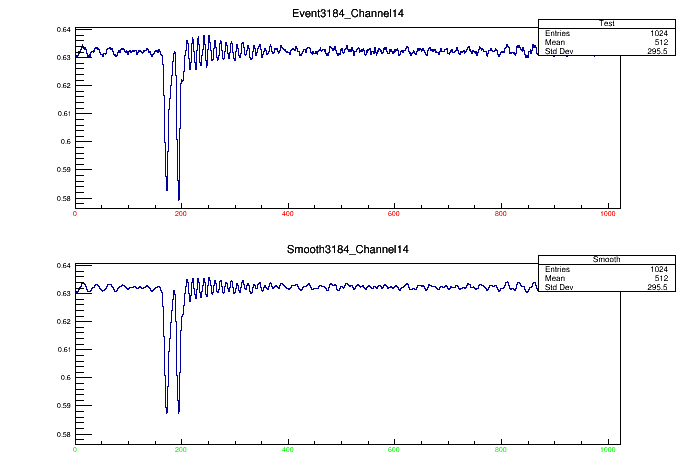 Event3184_Channel14
Test
Entries 1024
Mean 512
Std Dev 295.5
0.64
0.63
0.62
0.61
0.6
0.59
0.58
0 200 400 600 800 1000
Smooth3184_Channel14
Smooth
Entries 1024
Mean 512
Std Dev 295.5
0.64
0.63
0.62
0.61
0.6
0.59
0.58
0 200 400 600 800 1000